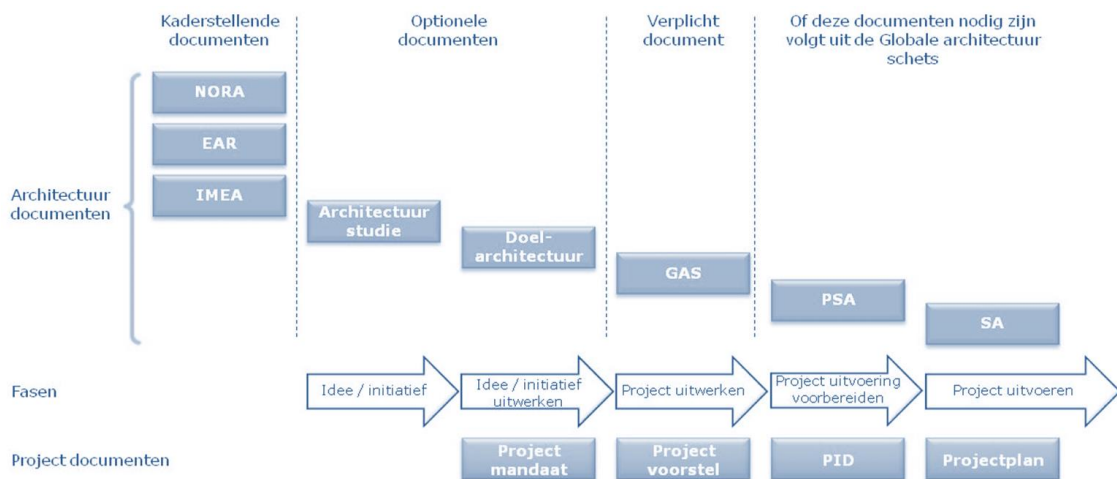 Kaderstellende
documenten
Optionele
documenten
Verplicht
document
Of deze documenten nodig zijn
volgt uit de Globale architectuur
schets
NORA
EAR
IMEA
Architectuur
documenten
Architectuur
studie
Doel-
architectuur
GAS
PSA
SA
Fasen
Idee / initiatief
Idee / initiatief
uitwerken
Project uitwerken
Project uitvoering
voorbereiden
Project uitvoeren
Project documenten
Project
mandaat
Project
voorstel
PID
Projectplan